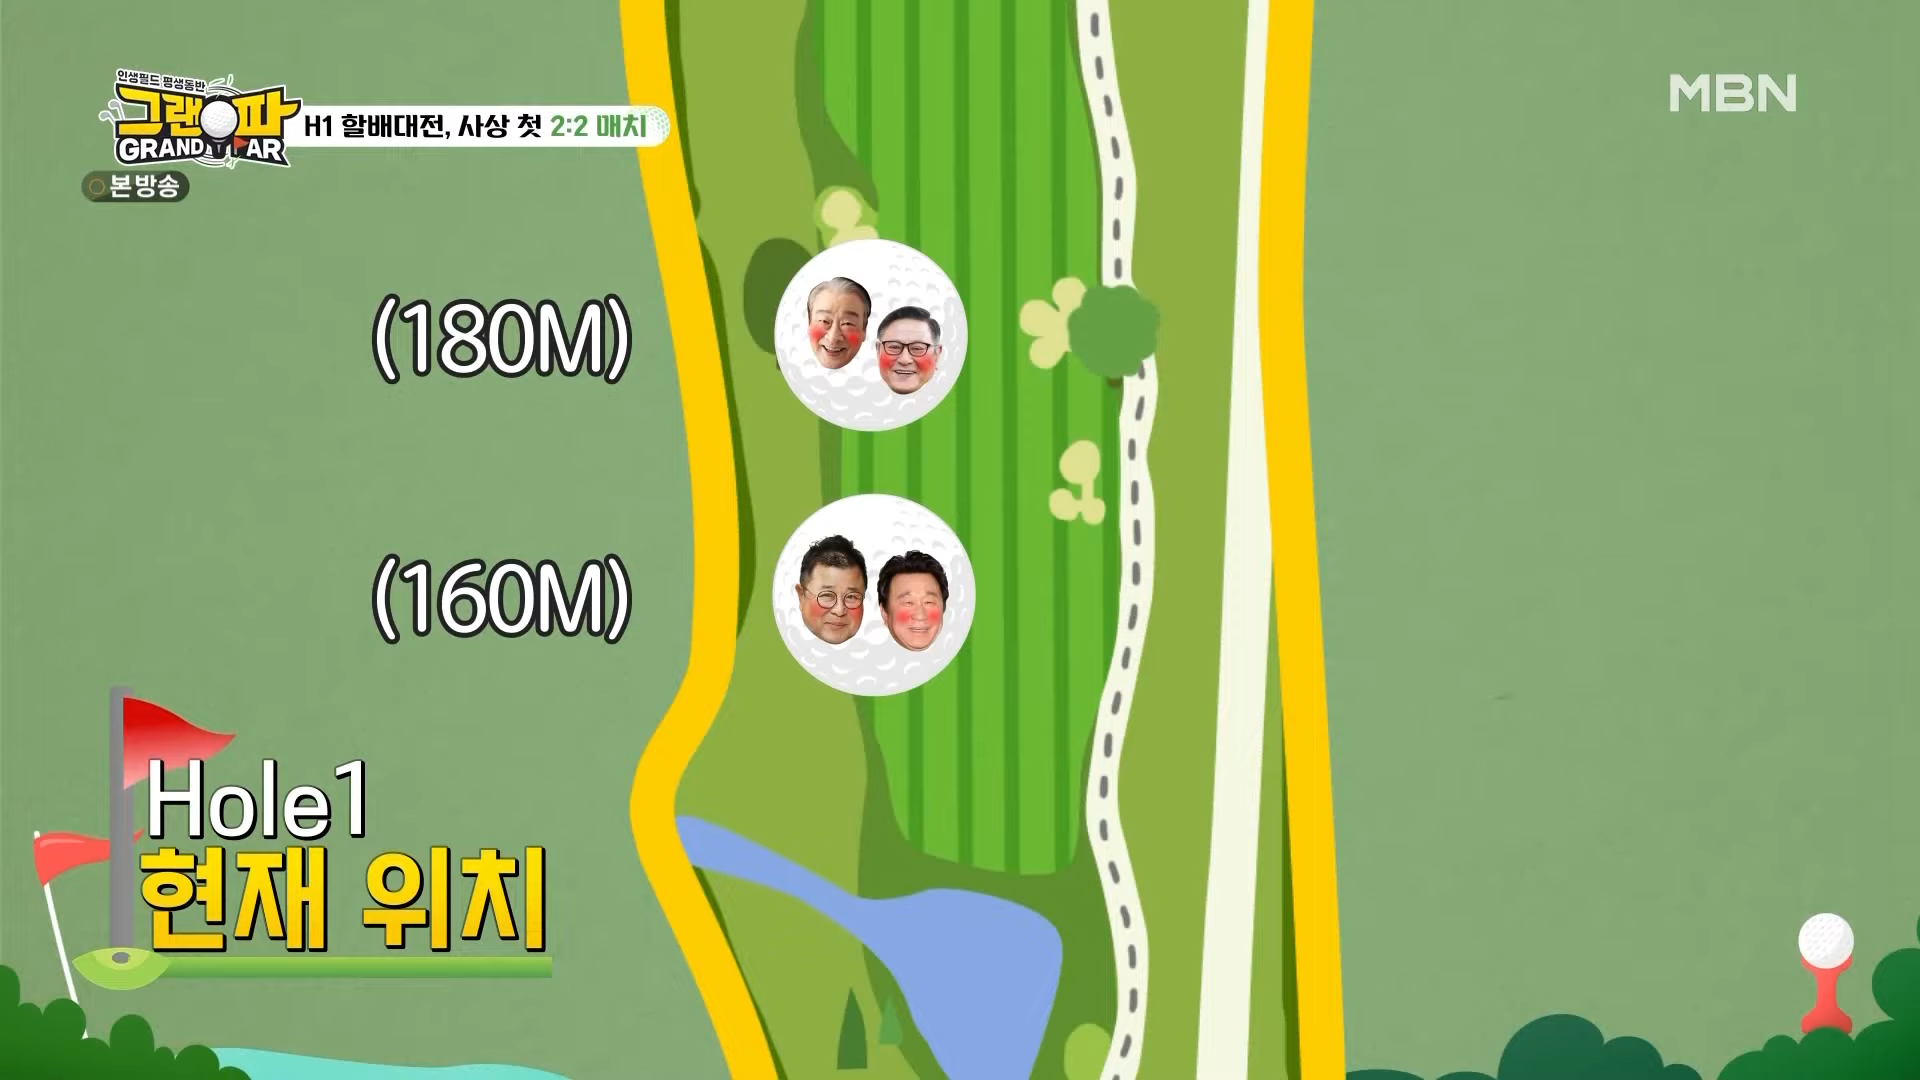 인생필드 평생동반
그랜파
GRAND PAR
H1 할배대전, 사상 첫 2:2 매치
본방송
MBN
(180M)
(160M)
Hole1
현재 위치